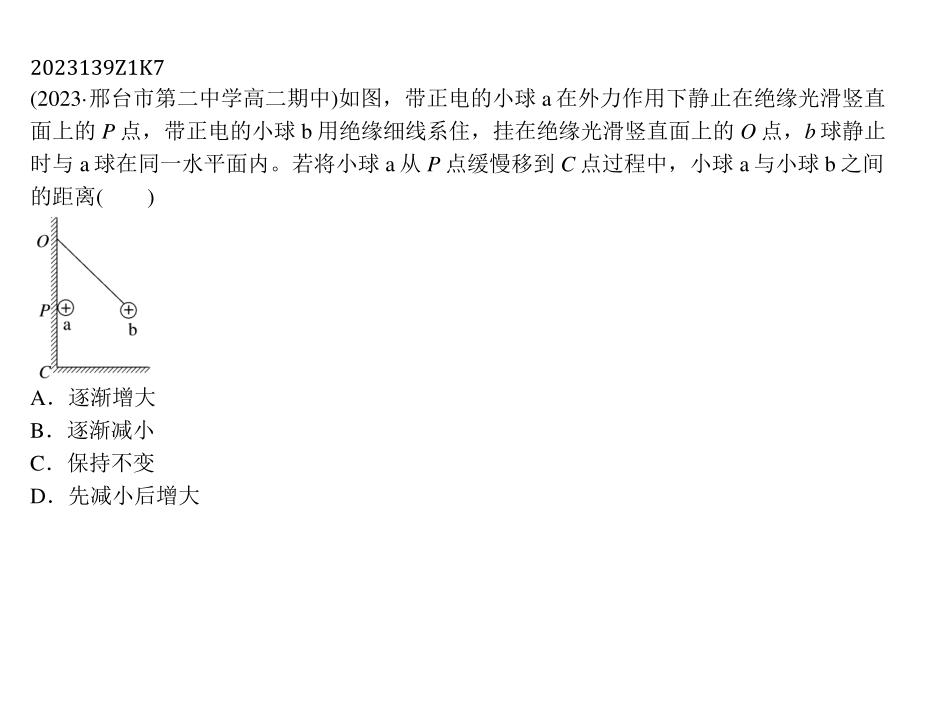 2023139Z1K7
(2023·邢台市第二中学高二期中)如图，带正电的小球 a 在外力作用下静止在绝缘光滑竖直
面上的 P 点，带正电的小球 b 用绝缘细线系住，挂在绝缘光滑竖直面上的 O 点，b 球静止
时与 a 球在同一水平面内。若将小球 a 从 P 点缓慢移到 C 点过程中，小球 a 与小球 b 之间
的距离(　　)
O
P
a
b
C
A．逐渐增大
B．逐渐减小
C．保持不变
D．先减小后增大